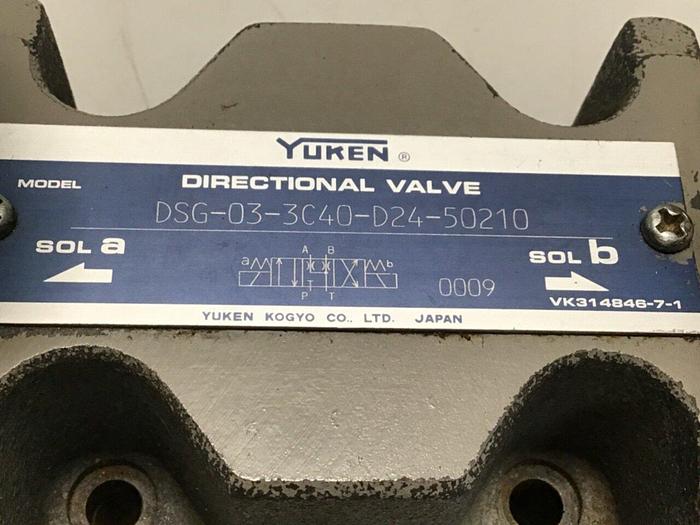 YUKEN ®
MODEL DIRECTIONAL VALVE
DSG-03-3C40-D24-50210
SOL a
A B
a b
P T
0009
SOL b
VK314846-7-1
YUKEN KOGYO CO., LTD. JAPAN